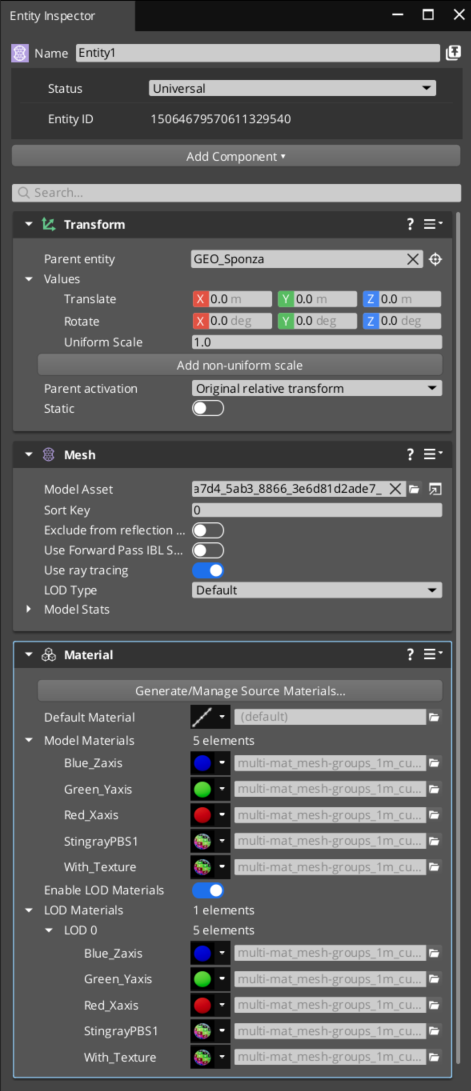 Entity Inspector
Name Entity1
Status Universal
Entity ID 15064679570611329540
Add Component
Search...
Transform ?
Parent entity GEO_Sponza
Values
Translate X 0.0 m Y 0.0 m Z 0.0 m
Rotate X 0.0 deg Y 0.0 deg Z 0.0 deg
Uniform Scale 1.0
Add non-uniform scale
Parent activation Original relative transform
Static
Mesh ?
Model Asset a7d4_5ab3_8866_3e6d81d2ade7_
Sort Key 0
Exclude from reflection ...
Use Forward Pass IBL S...
Use ray tracing
LOD Type Default
Model Stats
Material ?
Generate/Manage Source Materials...
Default Material (default)
Model Materials 5 elements
Blue_Zaxis multi-mat_mesh-groups_1m_cu...
Green_Yaxis multi-mat_mesh-groups_1m_cu...
Red_Xaxis multi-mat_mesh-groups_1m_cu...
StingrayPBS1 multi-mat_mesh-groups_1m_cu...
With_Texture multi-mat_mesh-groups_1m_cu...
Enable LOD Materials
LOD Materials 1 elements
LOD 0 5 elements
Blue_Zaxis multi-mat_mesh-groups_1m_cu...
Green_Yaxis multi-mat_mesh-groups_1m_cu...
Red_Xaxis multi-mat_mesh-groups_1m_cu...
StingrayPBS1 multi-mat_mesh-groups_1m_cu...
With_Texture multi-mat_mesh-groups_1m_cu...